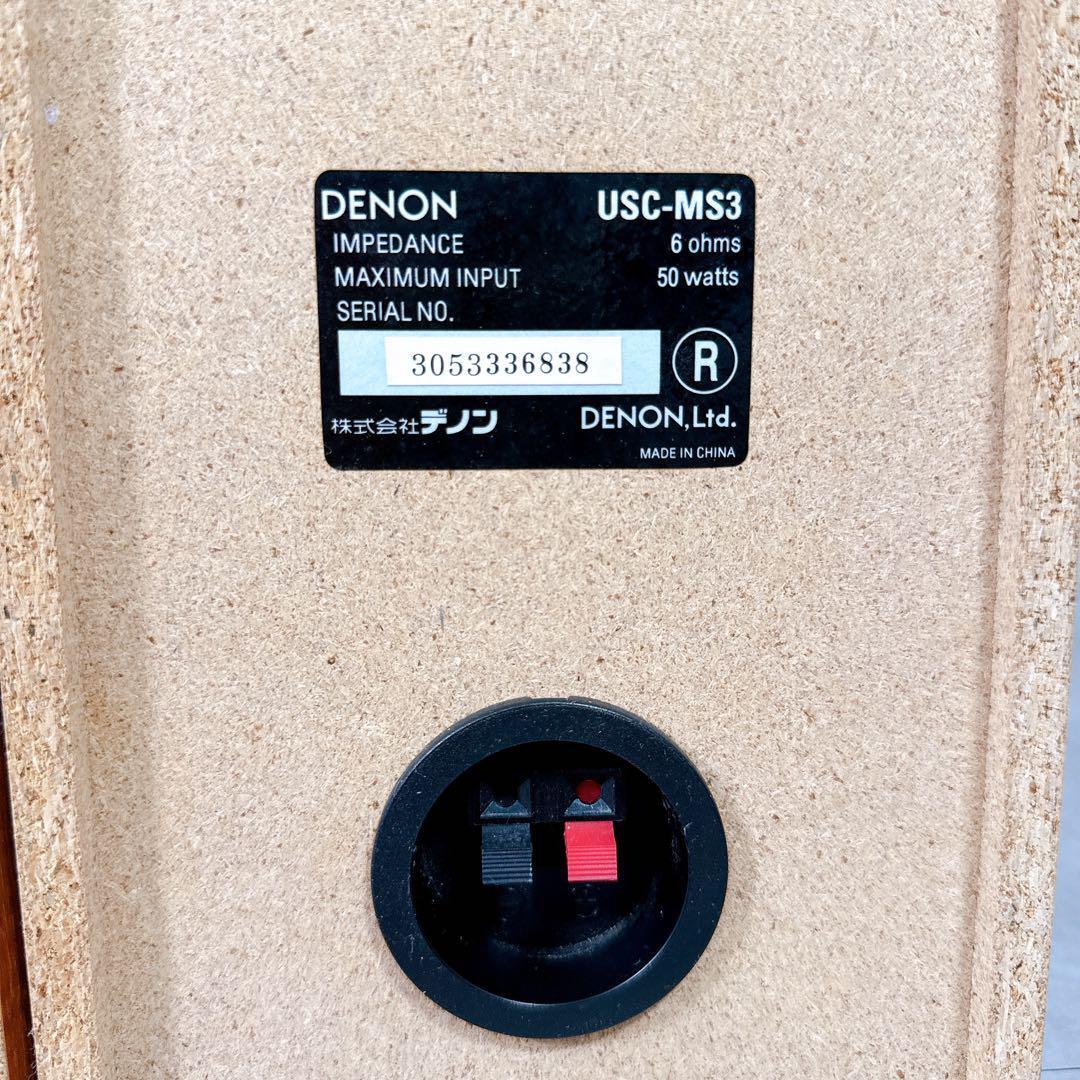 DENON USC-MS3
IMPEDANCE 6 ohms
MAXIMUM INPUT 50 watts
SERIAL NO.
3053336838 R
株式会社デノン DENON,Ltd.
MADE IN CHINA